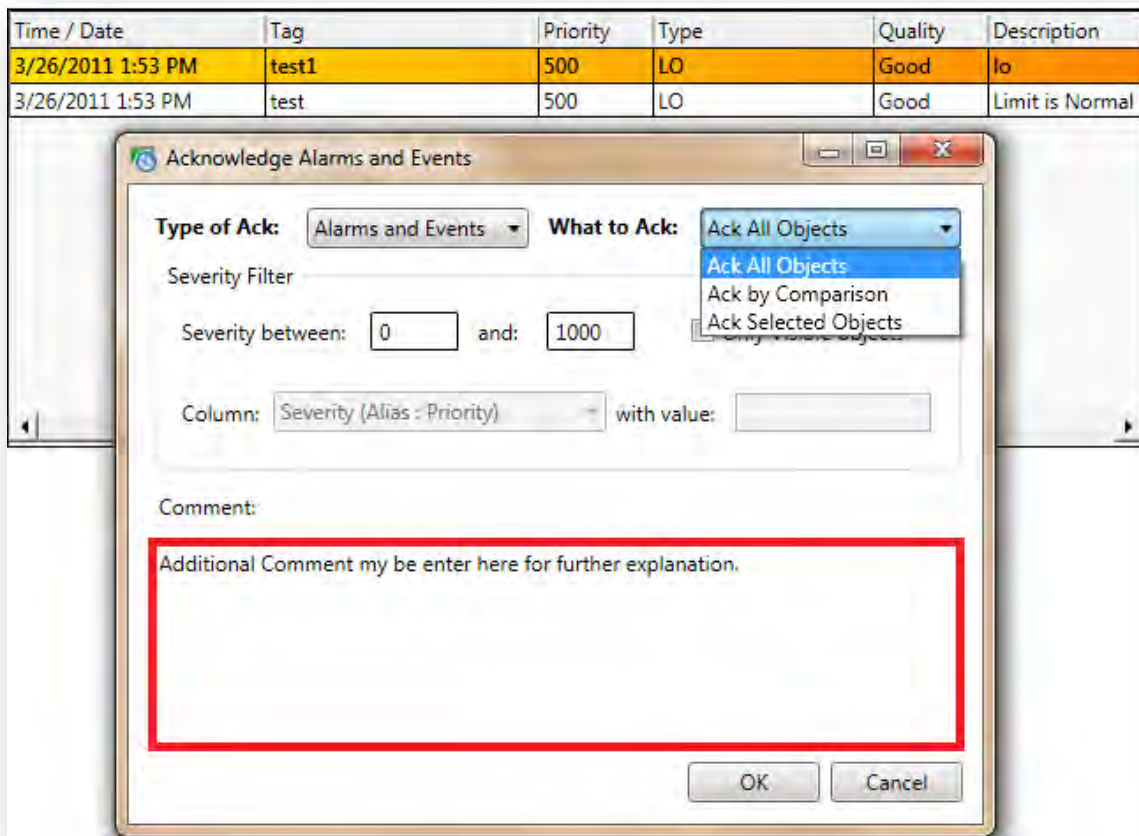 Time / Date Tag Priority Type Quality Description
3/26/2011 1:53 PM test1 500 LO Good lo
3/26/2011 1:53 PM test 500 LO Good Limit is Normal
Acknowledge Alarms and Events
Type of Ack: Alarms and Events What to Ack: Ack All Objects
Ack All Objects
Severity Filter
Ack by Comparison
Ack Selected Objects
Severity between: 0 and: 1000
Column: Severity (Alias : Priority) with value:
Comment:
Additional Comment my be enter here for further explanation.
OK Cancel